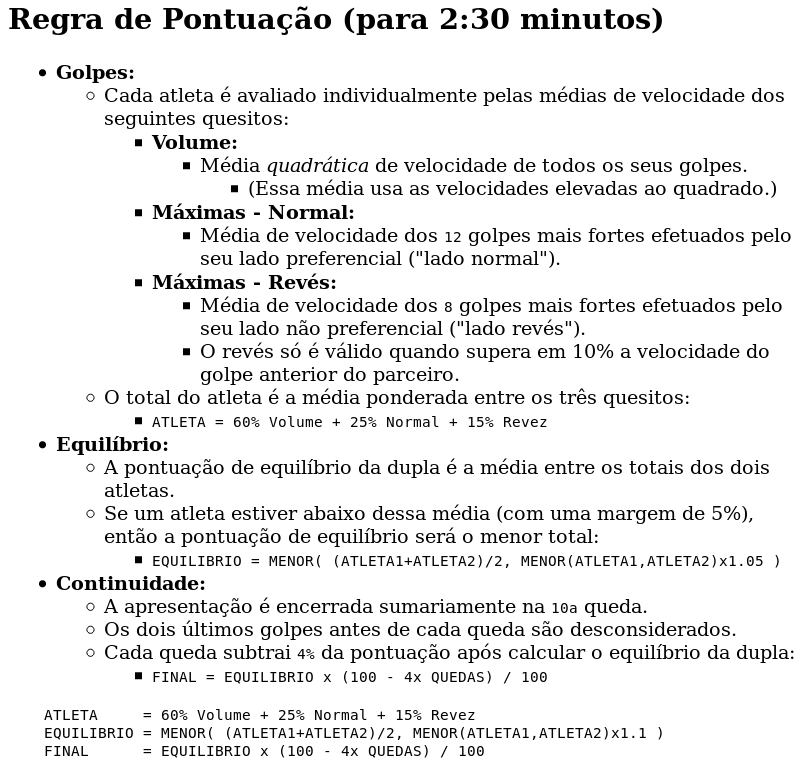 Regra de Pontuação (para 2:30 minutos)
• Golpes:
◦ Cada atleta é avaliado individualmente pelas médias de velocidade dos
seguintes quesitos:
▪ Volume:
▪ Média quadrática de velocidade de todos os seus golpes.
▪ (Essa média usa as velocidades elevadas ao quadrado.)
▪ Máximas - Normal:
▪ Média de velocidade dos 12 golpes mais fortes efetuados pelo
seu lado preferencial ("lado normal").
▪ Máximas - Revés:
▪ Média de velocidade dos 8 golpes mais fortes efetuados pelo
seu lado não preferencial ("lado revés").
▪ O revés só é válido quando supera em 10% a velocidade do
golpe anterior do parceiro.
◦ O total do atleta é a média ponderada entre os três quesitos:
▪ ATLETA = 60% Volume + 25% Normal + 15% Revez
• Equilíbrio:
◦ A pontuação de equilíbrio da dupla é a média entre os totais dos dois
atletas.
◦ Se um atleta estiver abaixo dessa média (com uma margem de 5%),
então a pontuação de equilíbrio será o menor total:
▪ EQUILIBRIO = MENOR( (ATLETA1+ATLETA2)/2, MENOR(ATLETA1,ATLETA2)x1.05 )
• Continuidade:
◦ A apresentação é encerrada sumariamente na 10a queda.
◦ Os dois últimos golpes antes de cada queda são desconsiderados.
◦ Cada queda subtrai 4% da pontuação após calcular o equilíbrio da dupla:
▪ FINAL = EQUILIBRIO x (100 - 4x QUEDAS) / 100
ATLETA     = 60% Volume + 25% Normal + 15% Revez
EQUILIBRIO = MENOR( (ATLETA1+ATLETA2)/2, MENOR(ATLETA1,ATLETA2)x1.1 )
FINAL      = EQUILIBRIO x (100 - 4x QUEDAS) / 100